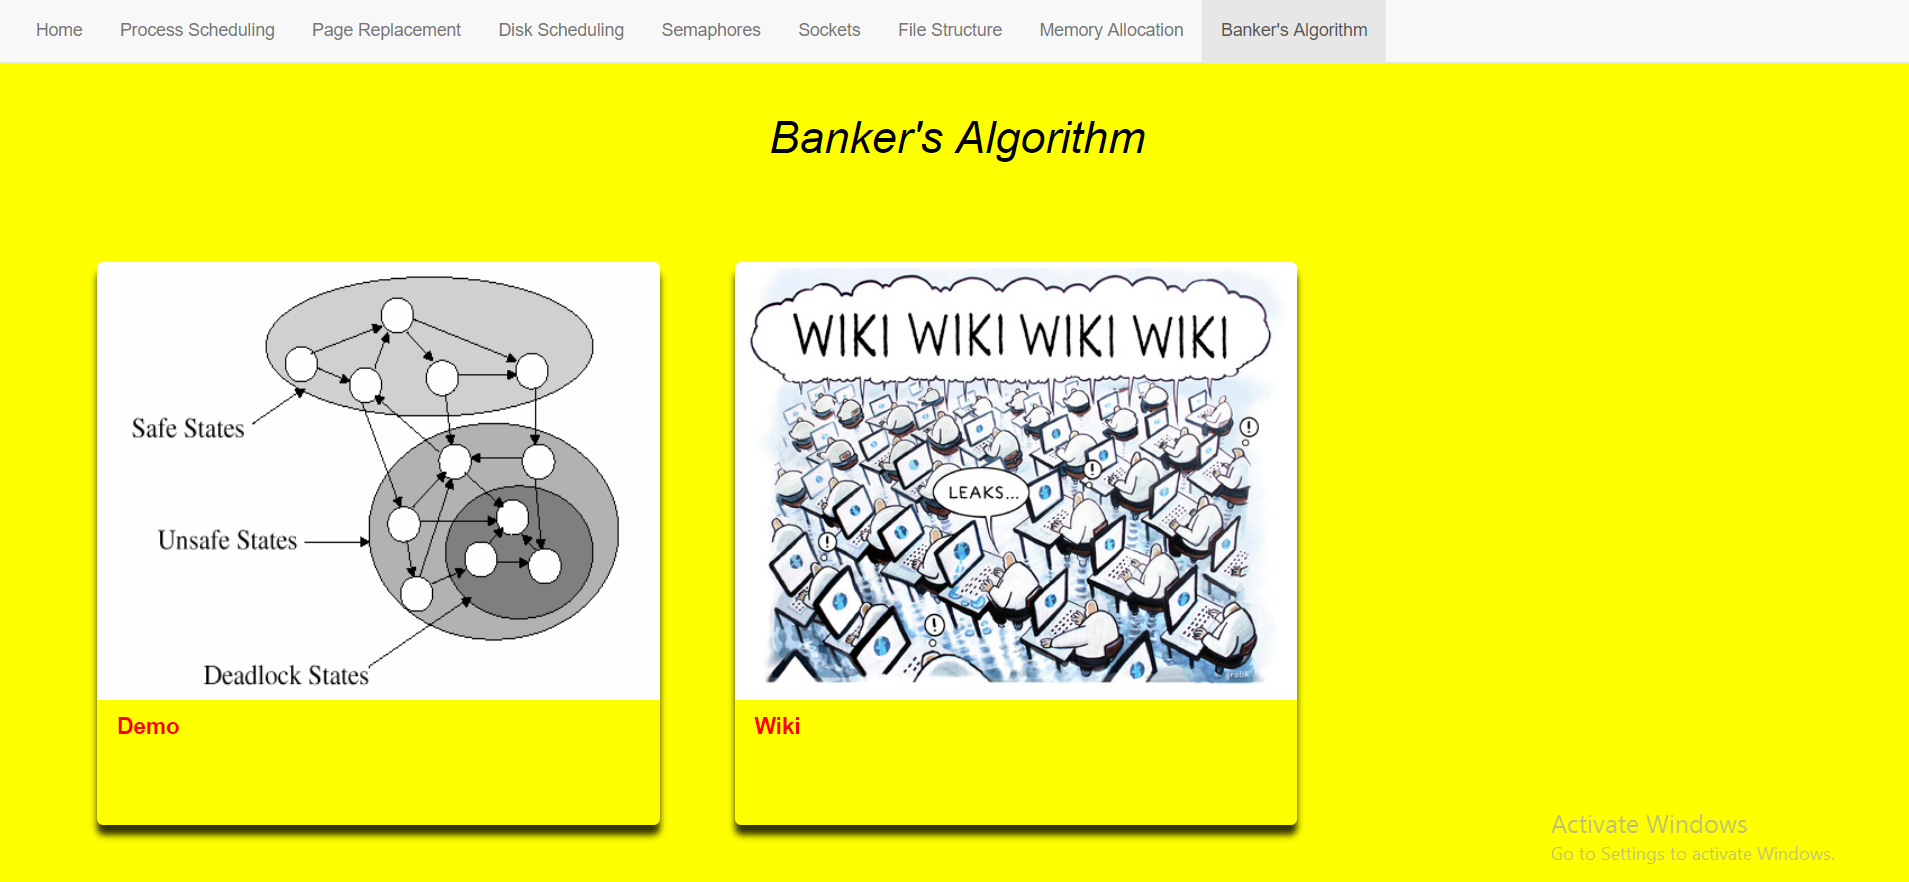 Home Process Scheduling Page Replacement Disk Scheduling Semaphores Sockets File Structure Memory Allocation Banker's Algorithm
Banker's Algorithm
Safe States
Unsafe States
Deadlock States
Demo
WIKI WIKI WIKI WIKI
!
!
LEAKS...
!
!
grolik
Wiki
Activate Windows
Go to Settings to activate Windows.